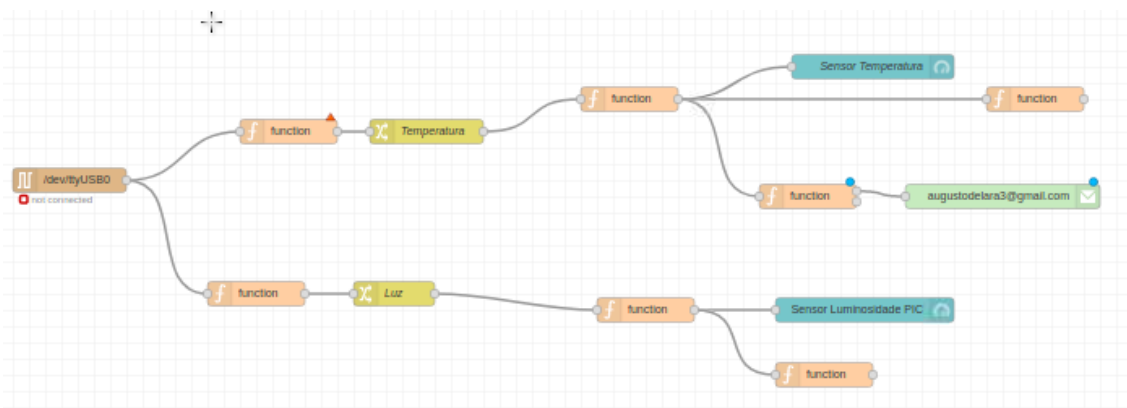 Sensor Temperatura
function
function
function
Temperatura
/dev/ttyUSB0
not connected
function
augustodelara3@gmail.com
function
Luz
function
Sensor Luminosidade PIC
function